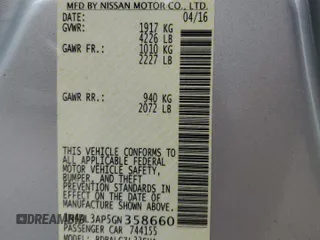 MFD BY NISSAN MOTOR CO., LTD.
DATE: 04/16
GVWR: 1917 KG
4226 LB
GAWR FR.: 1010 KG
2227 LB
GAWR RR.: 940 KG
2072 LB
THIS VEHICLE CONFORMS TO ALL
APPLICABLE FEDERAL MOTOR
VEHICLE SAFETY,
BUMPER, AND THEFT
PREVENTION STANDARDS
IN EFFECT ON THE DATE OF
MANUFACTURE SHOWN ABOVE.
3AP5GN358660
PASSENGER CAR 744155